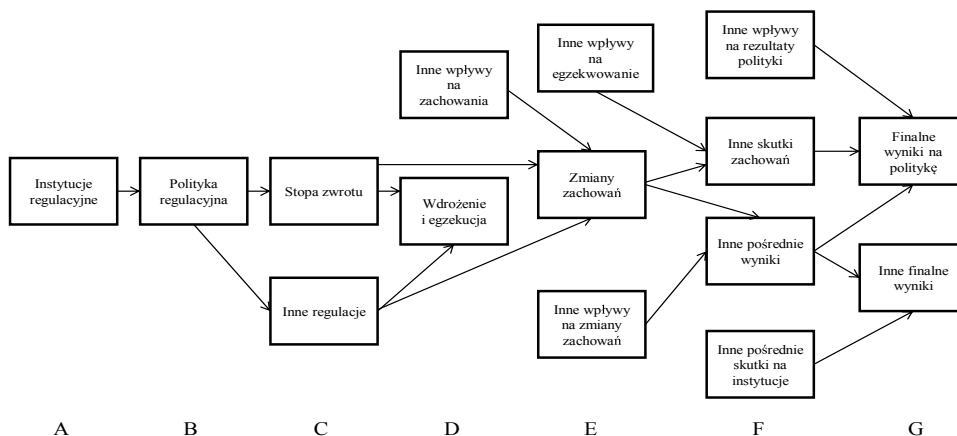 Instytucje
regulacyjne
Polityka
regulacyjna
Stopa zwrotu
Inne regulacje
Inne wpływy
na
zachowania
Wdrożenie
i egzekucja
Inne wpływy
na
egzekwowanie
Zmiany
zachowań
Inne wpływy
na zmiany
zachowań
Inne wpływy
na rezultaty
polityki
Inne skutki
zachowań
Inne pośrednie
wyniki
Inne pośrednie
skutki na
instytucje
Finalne
wyniki na
politykę
Inne finalne
wyniki
A B C D E F G